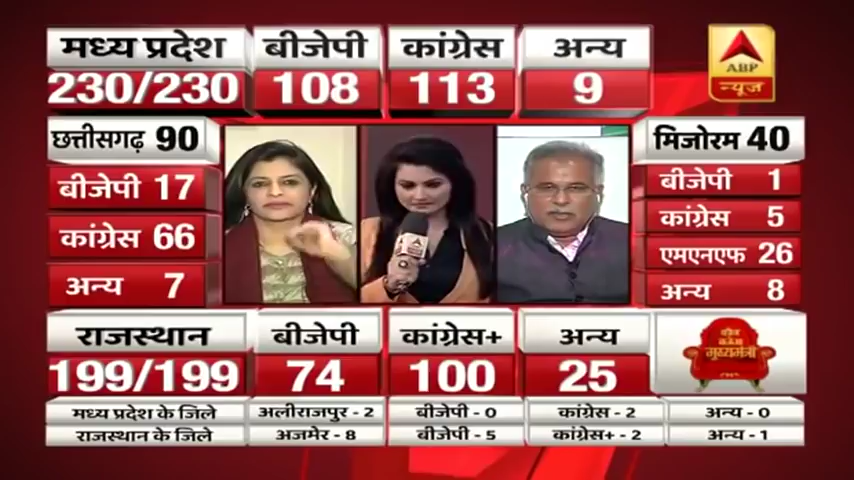 मध्य प्रदेश बीजेपी कांग्रेस अन्य
230/230 108 113 9
ABP
न्यूज़
छत्तीसगढ़ 90
बीजेपी 17
कांग्रेस 66
अन्य 7
मिजोरम 40
बीजेपी 1
कांग्रेस 5
एमएनएफ 26
अन्य 8
राजस्थान बीजेपी कांग्रेस+ अन्य
199/199 74 100 25
कौन बनेगा
मुख्यमंत्री
मध्य प्रदेश के जिले अलीराजपुर - 2 बीजेपी - 0 कांग्रेस - 2 अन्य - 0
राजस्थान के जिले अजमेर - 8 बीजेपी - 5 कांग्रेस+ - 2 अन्य - 1